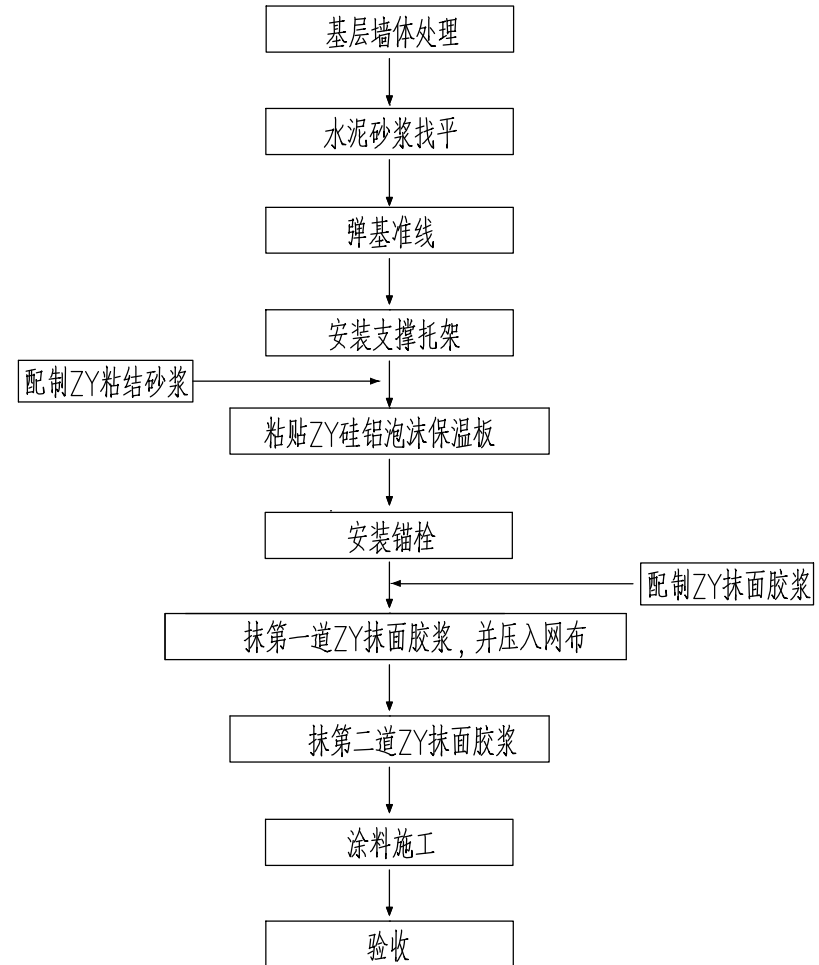 基层墙体处理
水泥砂浆找平
弹基准线
安装支撑托架
配制ZY粘结砂浆
粘贴ZY硅铝泡沫保温板
安装锚栓
配制ZY抹面胶浆
抹第一道ZY抹面胶浆，并压入网布
抹第二道ZY抹面胶浆
涂料施工
验收